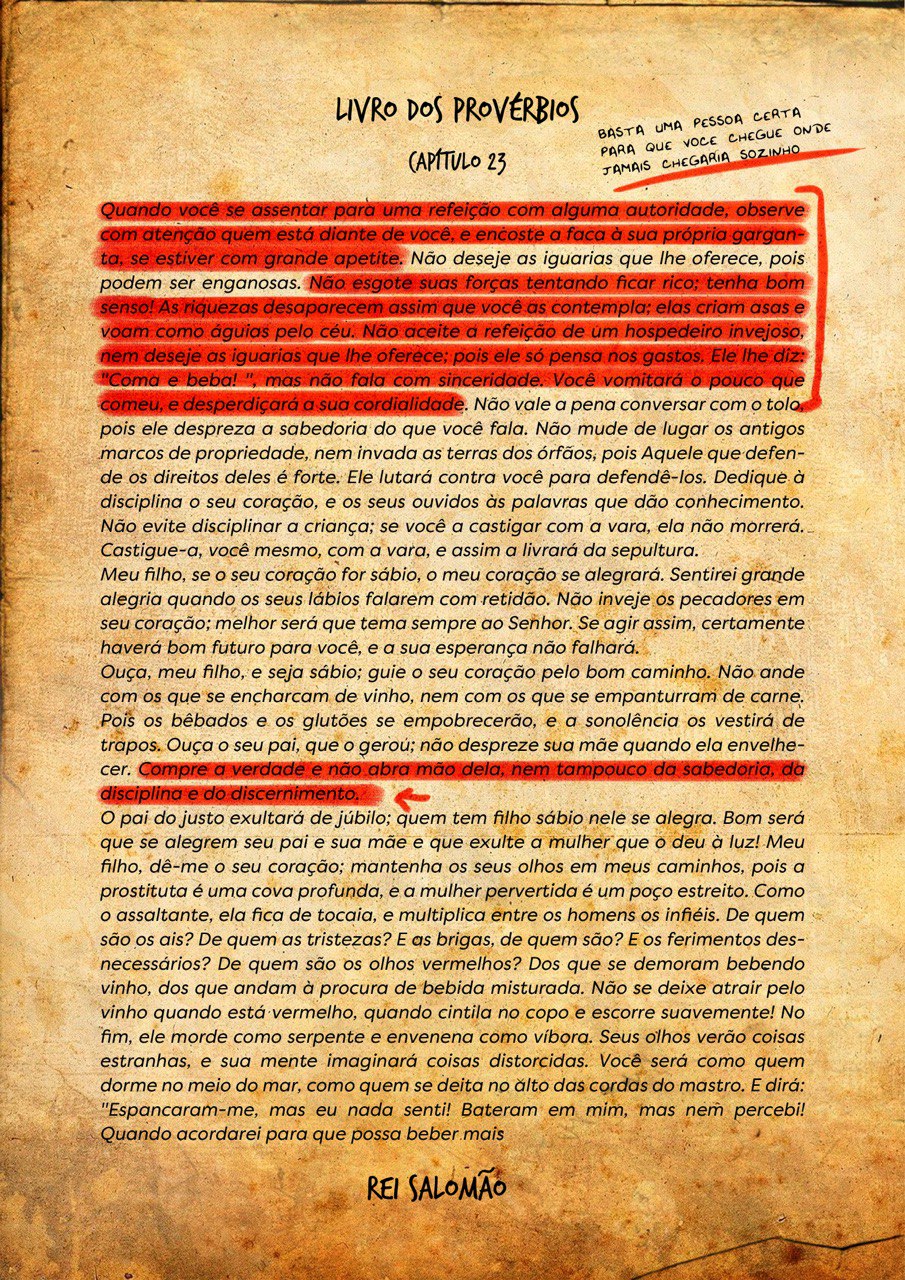 LIVRO DOS PROVÉRBIOS
BASTA UMA PESSOA CERTA
PARA QUE VOCE CHEGUE ONDE
JAMAIS CHEGARIA SOZINHO
CAPÍTULO 23
Quando você se assentar para uma refeição com alguma autoridade, observe
com atenção quem está diante de você, e encoste a faca à sua própria gargan-
ta, se estiver com grande apetite. Não deseje as iguarias que lhe oferece, pois
podem ser enganosas. Não esgote suas forças tentando ficar rico; tenha bom
senso! As riquezas desaparecem assim que você as contempla; elas criam asas e
voam como águias pelo céu. Não aceite a refeição de um hospedeiro invejoso,
nem deseje as iguarias que lhe oferece; pois ele só pensa nos gastos. Ele lhe diz:
"Coma e beba! ", mas não fala com sinceridade. Você vomitará o pouco que
comeu, e desperdiçará a sua cordialidade. Não vale a pena conversar com o tolo,
pois ele despreza a sabedoria do que você fala. Não mude de lugar os antigos
marcos de propriedade, nem invada as terras dos órfãos, pois Aquele que defen-
de os direitos deles é forte. Ele lutará contra você para defendê-los. Dedique à
disciplina o seu coração, e os seus ouvidos às palavras que dão conhecimento.
Não evite disciplinar a criança; se você a castigar com a vara, ela não morrerá.
Castigue-a, você mesmo, com a vara, e assim a livrará da sepultura.
Meu filho, se o seu coração for sábio, o meu coração se alegrará. Sentirei grande
alegria quando os seus lábios falarem com retidão. Não inveje os pecadores em
seu coração; melhor será que tema sempre ao Senhor. Se agir assim, certamente
haverá bom futuro para você, e a sua esperança não falhará.
Ouça, meu filho, e seja sábio; guie o seu coração pelo bom caminho. Não ande
com os que se encharcam de vinho, nem com os que se empanturram de carne.
Pois os bêbados e os glutões se empobrecerão, e a sonolência os vestirá de
trapos. Ouça o seu pai, que o gerou; não despreze sua mãe quando ela envelhe-
cer. Compre a verdade e não abra mão dela, nem tampouco da sabedoria, da
disciplina e do discernimento.
O pai do justo exultará de júbilo; quem tem filho sábio nele se alegra. Bom será
que se alegrem seu pai e sua mãe e que exulte a mulher que o deu à luz! Meu
filho, dê-me o seu coração; mantenha os seus olhos em meus caminhos, pois a
prostituta é uma cova profunda, e a mulher pervertida é um poço estreito. Como
o assaltante, ela fica de tocaia, e multiplica entre os homens os infiéis. De quem
são os ais? De quem as tristezas? E as brigas, de quem são? E os ferimentos des-
necessários? De quem são os olhos vermelhos? Dos que se demoram bebendo
vinho, dos que andam à procura de bebida misturada. Não se deixe atrair pelo
vinho quando está vermelho, quando cintila no copo e escorre suavemente! No
fim, ele morde como serpente e envenena como víbora. Seus olhos verão coisas
estranhas, e sua mente imaginará coisas distorcidas. Você será como quem
dorme no meio do mar, como quem se deita no alto das cordas do mastro. E dirá:
"Espancaram-me, mas eu nada senti! Bateram em mim, mas nem percebi!
Quando acordarei para que possa beber mais
REI SALOMÃO